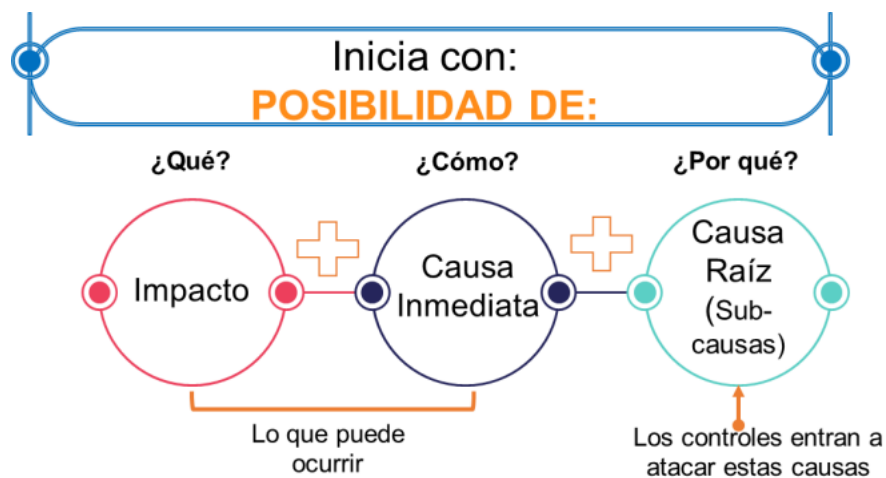 Inicia con:
POSIBILIDAD DE:
¿Qué?
¿Cómo?
¿Por qué?
Impacto
Causa
Inmediata
Causa
Raíz
(Sub-
causas)
Lo que puede
ocurrir
Los controles entran a
atacar estas causas